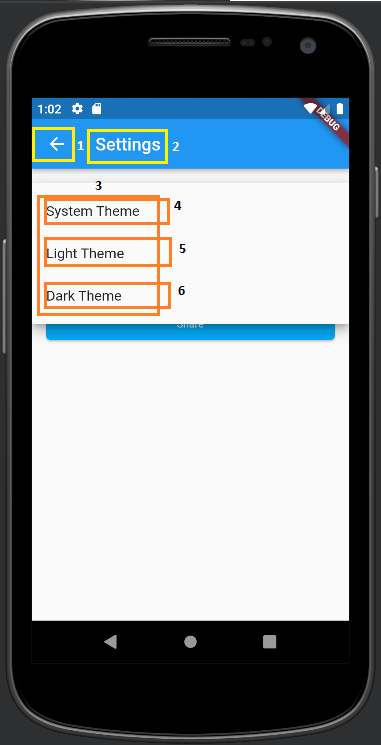 1:02
DEBUG
1 Settings 2
3
System Theme 4
Light Theme 5
Dark Theme 6
Share